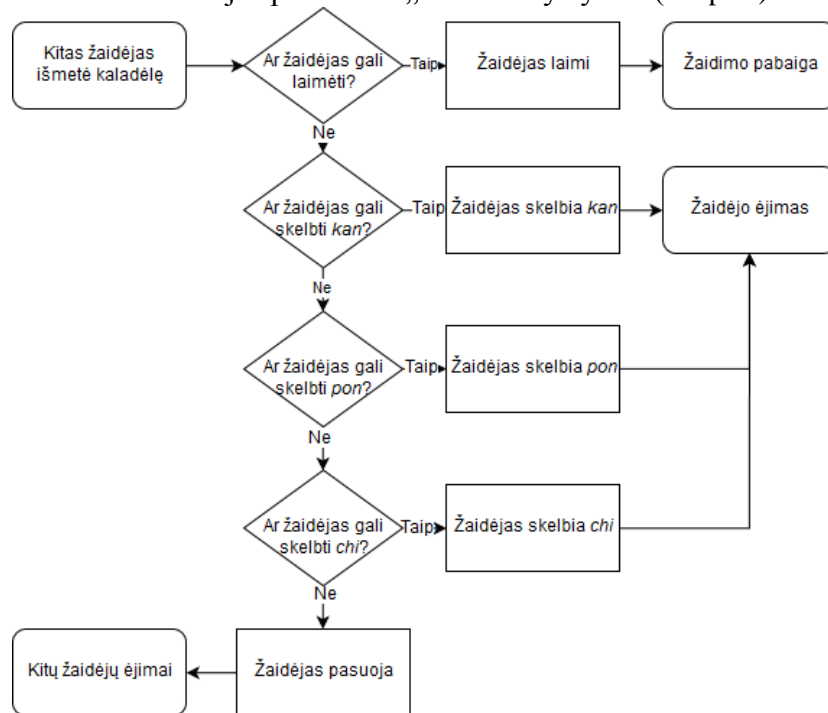 Kitas žaidėjas
išmetė kaladėlę
Ar žaidėjas gali
laimėti?
Taip
Žaidėjas laimi
Žaidimo pabaiga
Ne
Ar žaidėjas gali
skelbti kan?
Taip
Žaidėjas skelbia kan
Žaidėjo ėjimas
Ne
Ar žaidėjas gali
skelbti pon?
Taip
Žaidėjas skelbia pon
Ne
Ar žaidėjas gali
skelbti chi?
Taip
Žaidėjas skelbia chi
Ne
Kitų žaidėjų ėjimai
Žaidėjas pasuoja